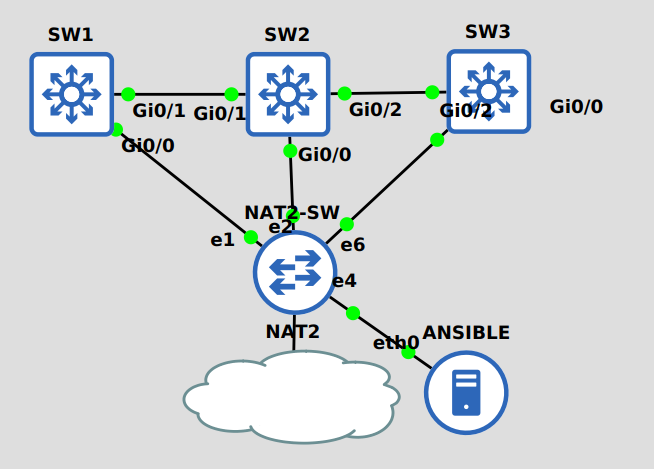 SW1
SW2
SW3
Gi0/1
Gi0/1
Gi0/2
Gi0/2
Gi0/0
Gi0/0
Gi0/0
NAT2-SW
e2
e1
e6
e4
NAT2
eth0
ANSIBLE